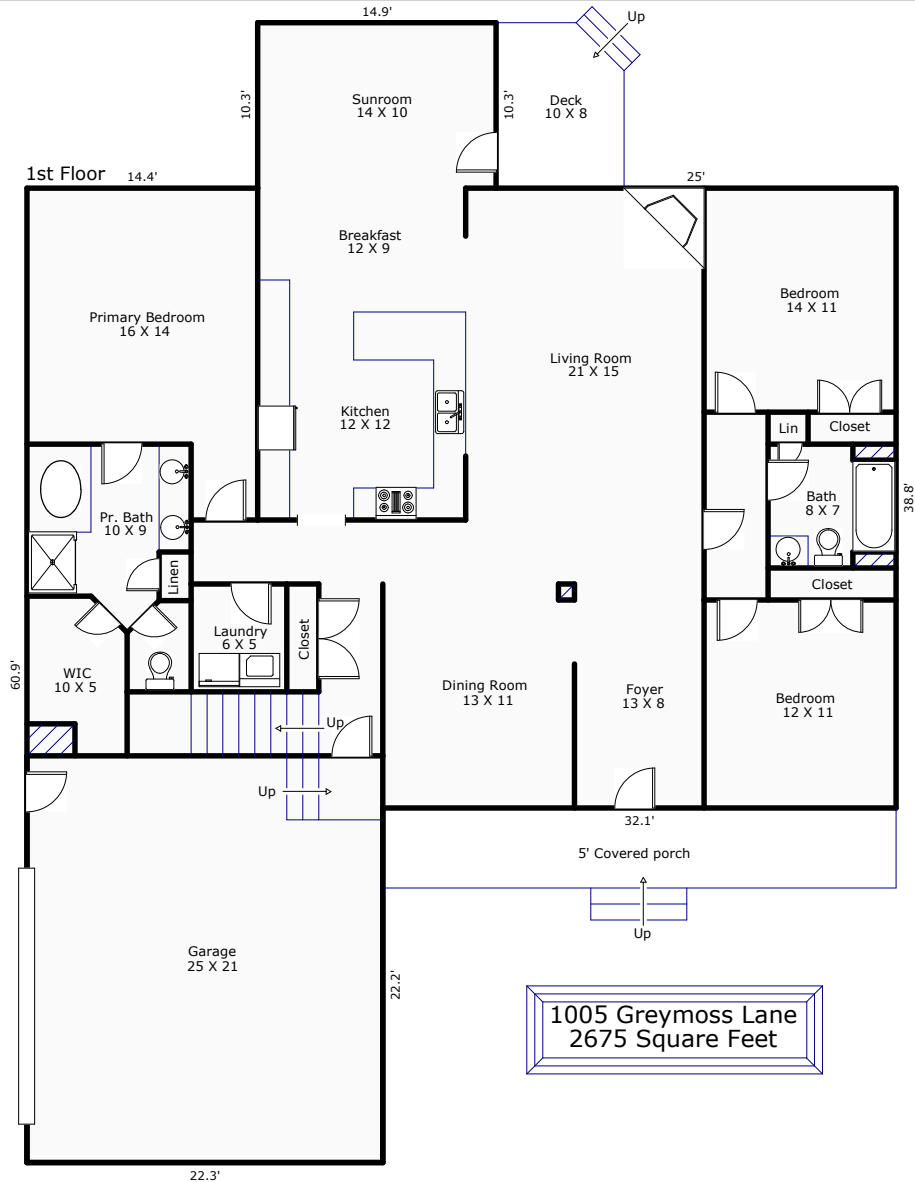 14.9'
Up
10.3'
Sunroom
14 X 10
10.3'
Deck
10 X 8
1st Floor
14.4'
25'
Breakfast
12 X 9
Primary Bedroom
16 X 14
Bedroom
14 X 11
Living Room
21 X 15
Kitchen
12 X 12
Lin
Closet
Pr. Bath
10 X 9
Bath
8 X 7
38.8'
Linen
Closet
Laundry
6 X 5
Closet
60.9'
WIC
10 X 5
Dining Room
13 X 11
Foyer
13 X 8
Bedroom
12 X 11
Up
Up
32.1'
5' Covered porch
Up
Garage
25 X 21
22.2'
1005 Greymoss Lane
2675 Square Feet
22.3'